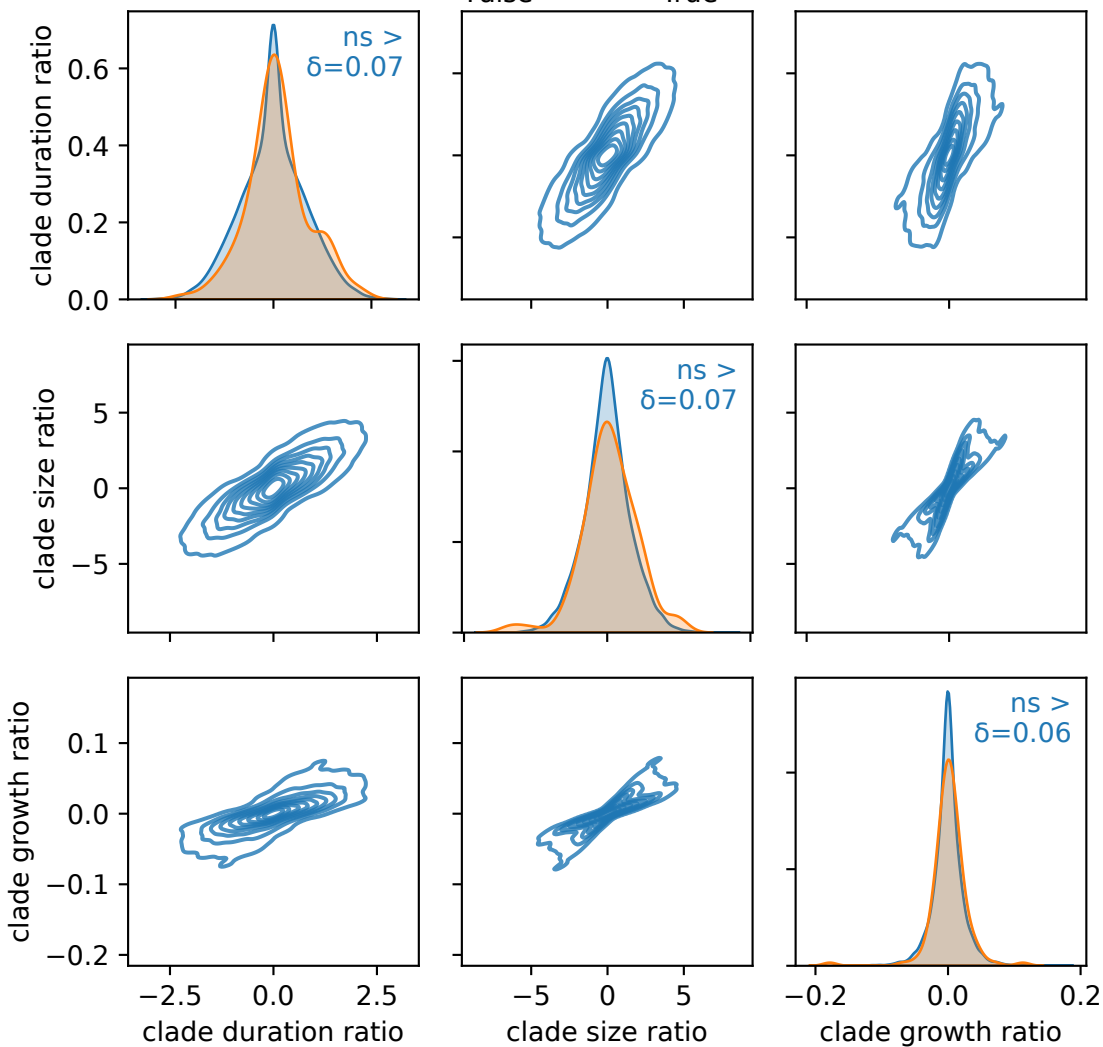 True
clade duration ratio
0.6
0.4
0.2
0.0
ns >
δ=0.07
clade size ratio
5
0
−5
ns >
δ=0.07
clade growth ratio
0.1
0.0
−0.1
−0.2
ns >
δ=0.06
−2.5 0.0 2.5
−5 0 5
−0.2 0.0 0.2
clade duration ratio
clade size ratio
clade growth ratio